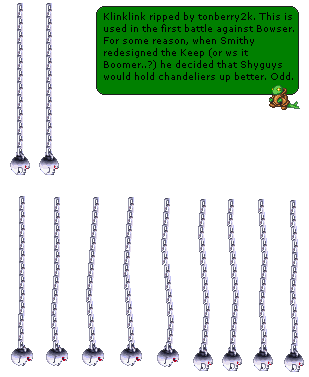 Klinklink ripped by tonberry2k. This is
used in the first battle against Bowser.
For some reason, when Smithy
redesigned the Keep (or ws it
Boomer..?) he decided that Shyguys
would hold chandeliers up better. Odd.